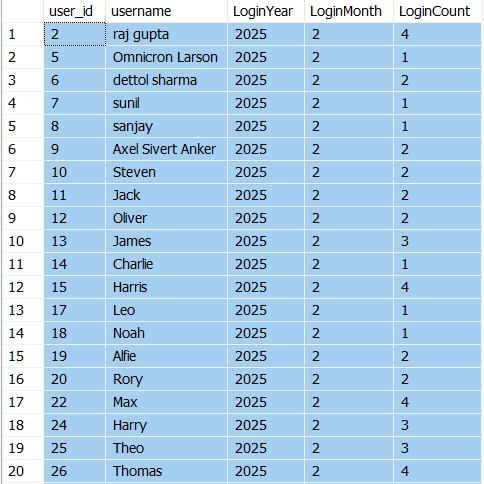 user_id username LoginYear LoginMonth LoginCount
1 2 raj gupta 2025 2 4
2 5 Omnicron Larson 2025 2 1
3 6 dettol sharma 2025 2 2
4 7 sunil 2025 2 1
5 8 sanjay 2025 2 1
6 9 Axel Sivert Anker 2025 2 2
7 10 Steven 2025 2 2
8 11 Jack 2025 2 2
9 12 Oliver 2025 2 2
10 13 James 2025 2 3
11 14 Charlie 2025 2 1
12 15 Harris 2025 2 4
13 17 Leo 2025 2 1
14 18 Noah 2025 2 1
15 19 Alfie 2025 2 2
16 20 Rory 2025 2 2
17 22 Max 2025 2 4
18 24 Harry 2025 2 3
19 25 Theo 2025 2 3
20 26 Thomas 2025 2 4